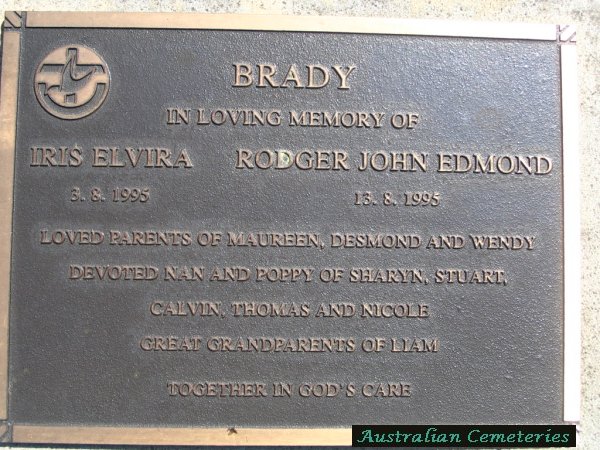 BRADY
IN LOVING MEMORY OF
IRIS ELVIRA RODGER JOHN EDMOND
3. 8. 1995 13. 8. 1995
LOVED PARENTS OF MAUREEN, DESMOND AND WENDY
DEVOTED NAN AND POPPY OF SHARYN, STUART,
CALVIN, THOMAS AND NICOLE
GREAT GRANDPARENTS OF LIAM
TOGETHER IN GOD'S CARE
Australian Cemeteries